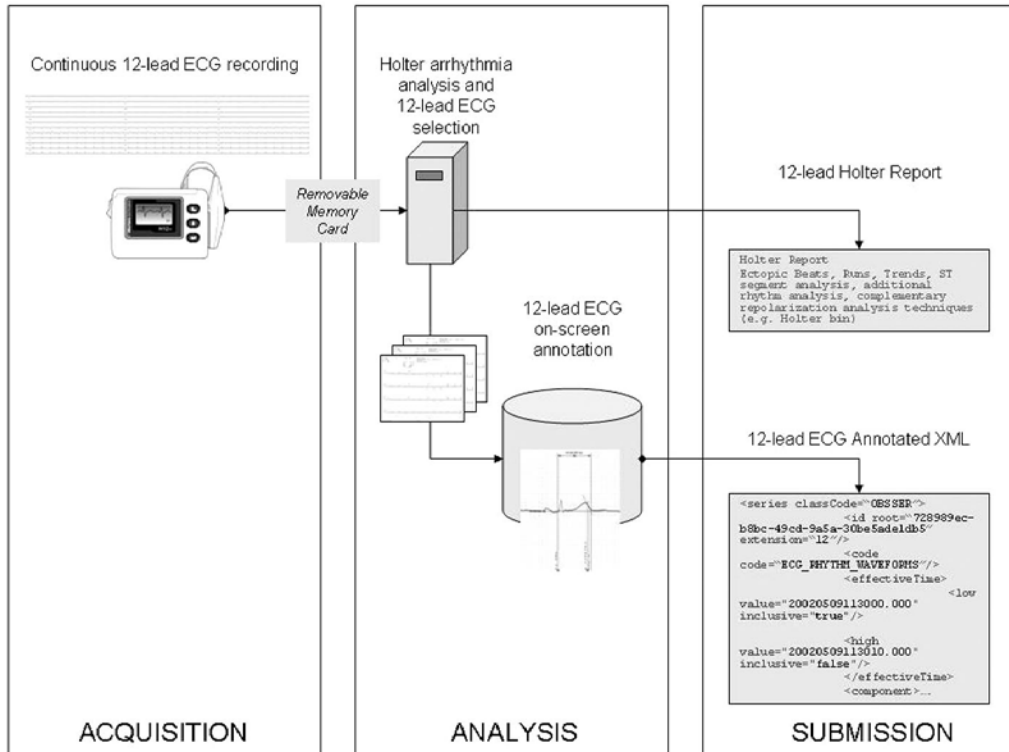 Continuous 12-lead ECG recording
Removable
Memory
Card
ACQUISITION
Holter arrhythmia
analysis and
12-lead ECG
selection
12-lead ECG
on-screen
annotation
ANALYSIS
12-lead Holter Report
Holter Report
Ectopic Beats, Runs, Trends, ST
segment analysis, additional
rhythm analysis, complementary
repolarization analysis techniques
(e.g. Holter bin)
12-lead ECG Annotated XML
<series classCode="OBSSER">
<id root="728989ec-
b8bc-49cd-9a5a-30be5ade1db5"
extension="12"/>
<code
code="ECG_RHYTHM_WAVEFORMS"/>
<effectiveTime>
<low
value="20020509113000.000"
inclusive="true"/>
<high
value="20020509113010.000"
inclusive="false"/>
</effectiveTime>
<component>...
SUBMISSION